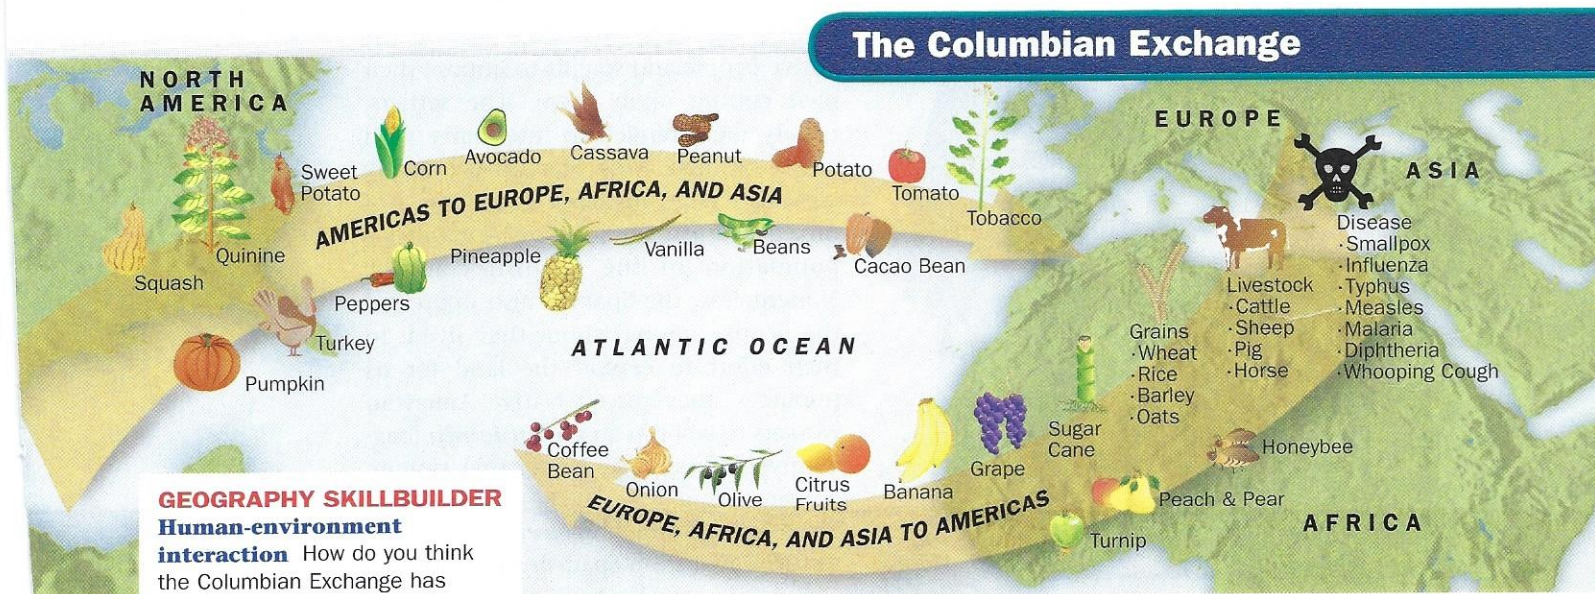 The Columbian Exchange
NORTH
AMERICA
EUROPE
ASIA
Sweet
Potato
Corn
Avocado
Cassava
Peanut
Potato
Tomato
Tobacco
AMERICAS TO EUROPE, AFRICA, AND ASIA
Squash
Quinine
Peppers
Pineapple
Vanilla
Beans
Cacao Bean
Turkey
Pumpkin
ATLANTIC OCEAN
Disease
·Smallpox
·Influenza
·Typhus
·Measles
·Malaria
·Diphtheria
·Whooping Cough
Livestock
·Cattle
·Sheep
·Pig
·Horse
Grains
·Wheat
·Rice
·Barley
·Oats
Coffee
Bean
Onion
Olive
Citrus
Fruits
Banana
Grape
Sugar
Cane
Honeybee
Peach & Pear
Turnip
EUROPE, AFRICA, AND ASIA TO AMERICAS
AFRICA
GEOGRAPHY SKILLBUILDER
Human-environment
interaction How do you think
the Columbian Exchange has